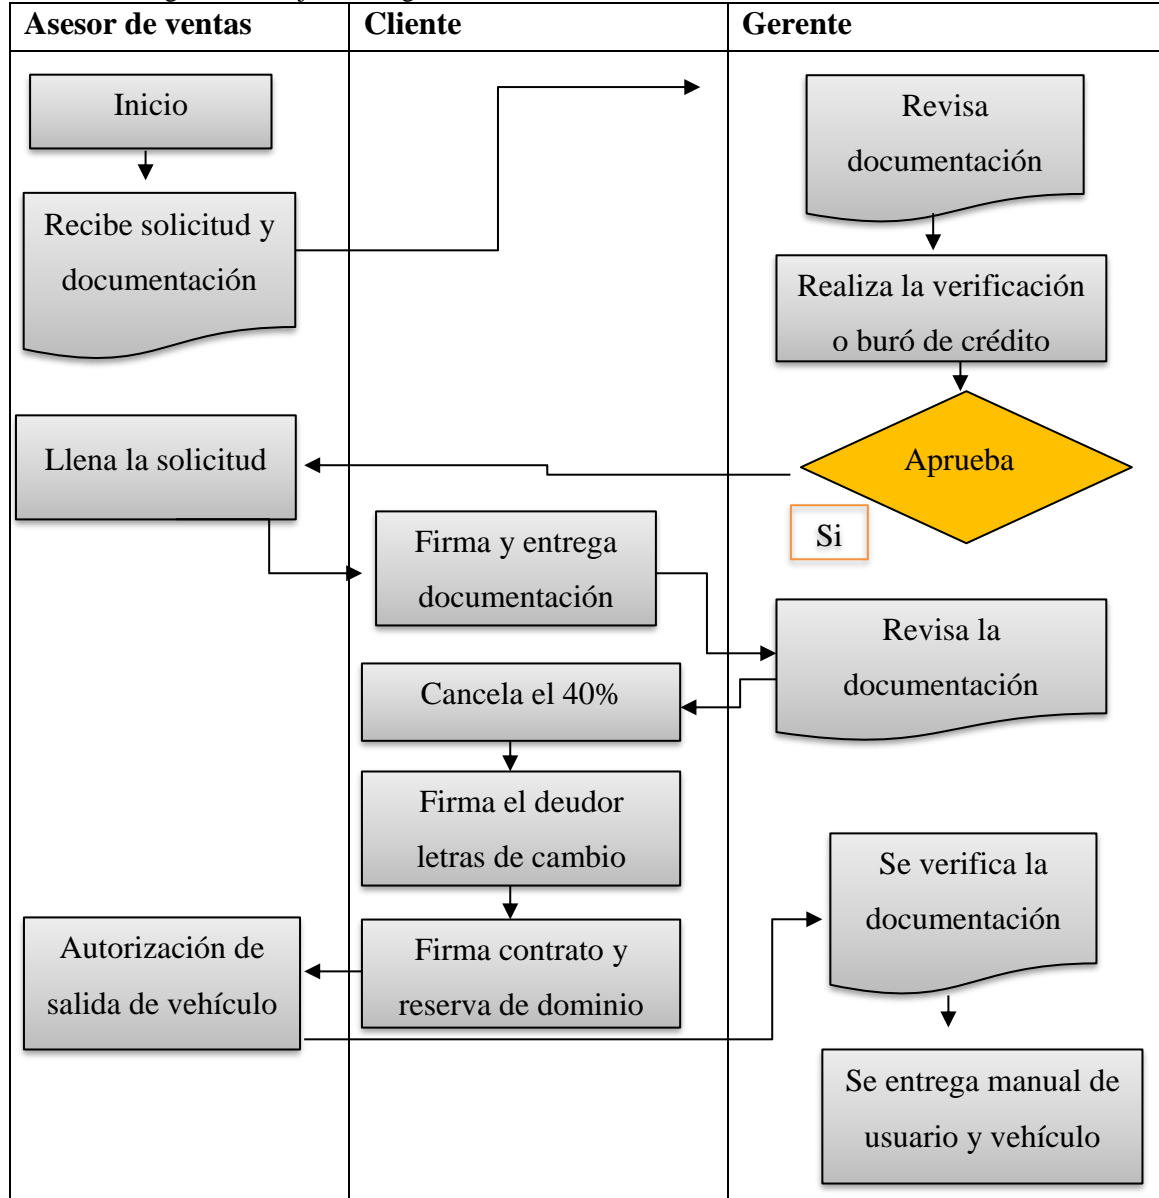 Asesor de ventas
Cliente
Gerente
Inicio
Revisa
documentación
Recibe solicitud y
documentación
Realiza la verificación
o buró de crédito
Llena la solicitud
Aprueba
Si
Firma y entrega
documentación
Revisa la
documentación
Cancela el 40%
Firma el deudor
letras de cambio
Se verifica la
documentación
Autorización de
salida de vehículo
Firma contrato y
reserva de dominio
Se entrega manual de
usuario y vehículo